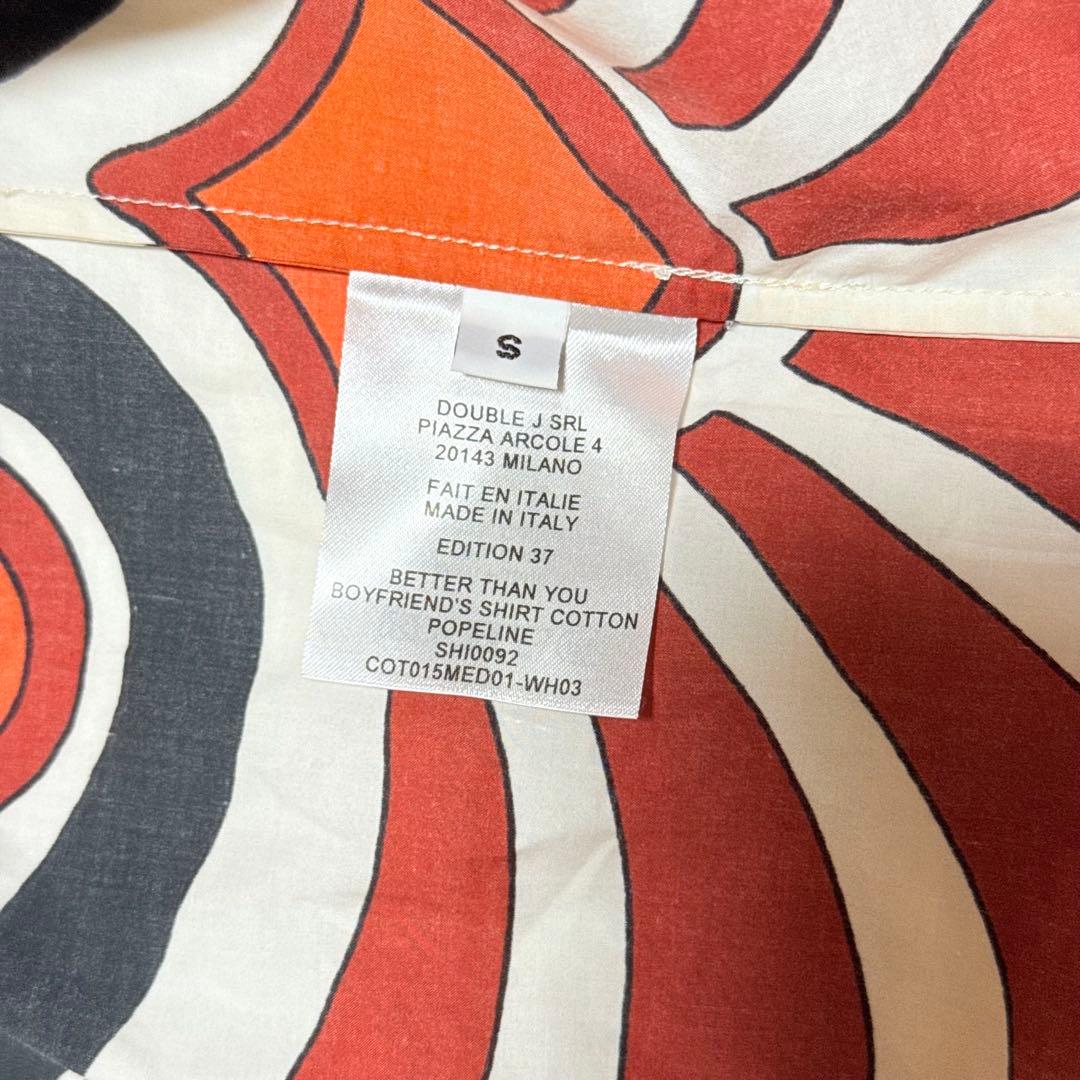 S
DOUBLE J SRL
PIAZZA ARCOLE 4
20143 MILANO
FAIT EN ITALIE
MADE IN ITALY
EDITION 37
BETTER THAN YOU
BOYFRIEND'S SHIRT COTTON
POPELINE
SHI0092
COT015MED01-WH03